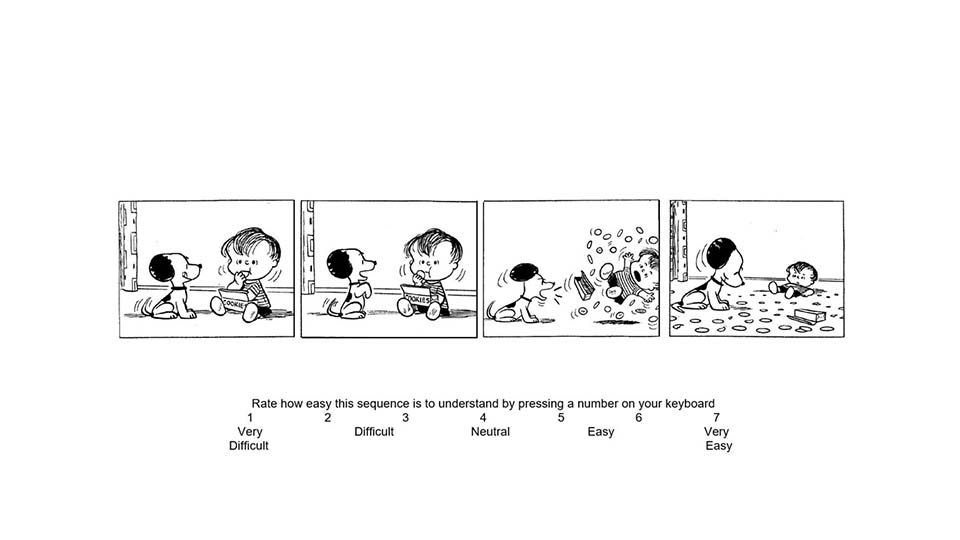 COOKIE
COOKIES
Rate how easy this sequence is to understand by pressing a number on your keyboard
1 2 3 4 5 6 7
Very Difficult Neutral Easy Very
Difficult Easy